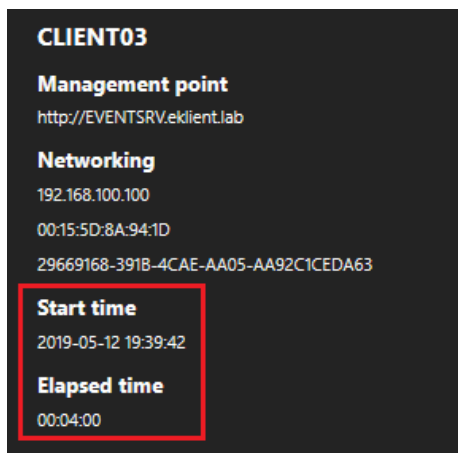 CLIENT03
Management point
http://EVENTSRV.eklient.lab
Networking
192.168.100.100
00:15:5D:8A:94:1D
29669168-391B-4CAE-AA05-AA92C1CEDA63
Start time
2019-05-12 19:39:42
Elapsed time
00:04:00